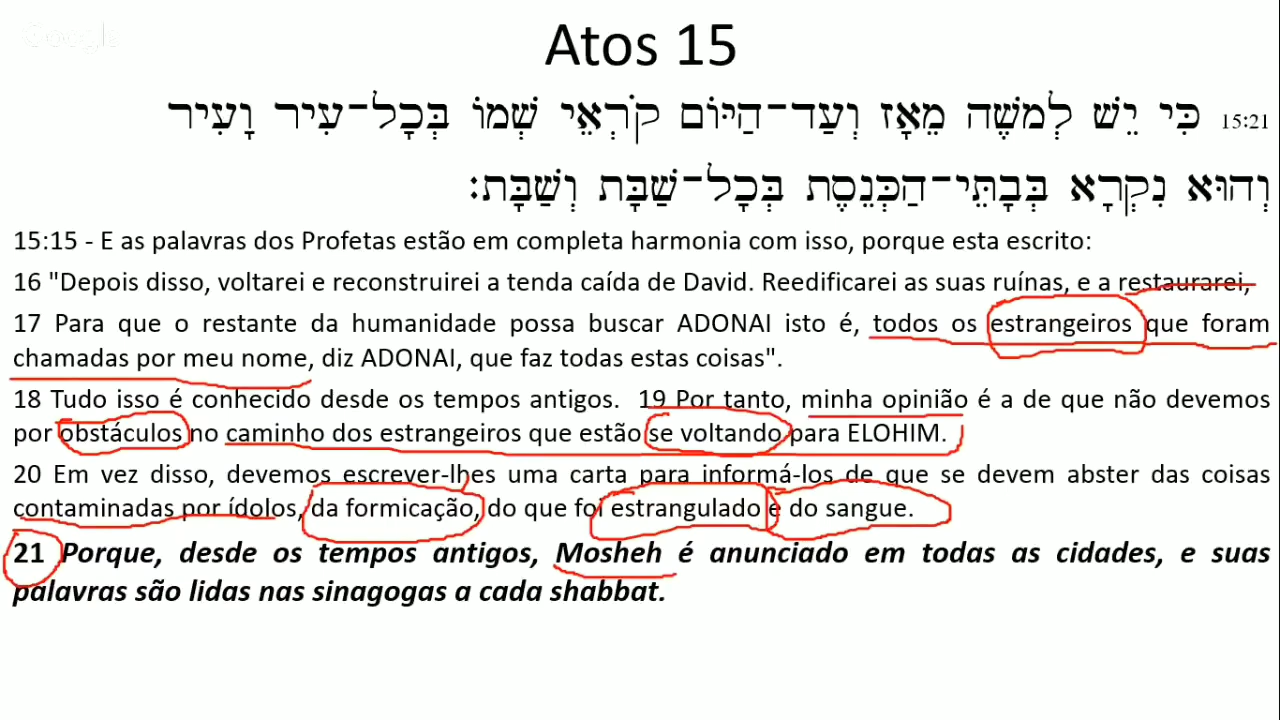 Google
Atos 15
15:21 כִּי יֵשׁ לְמֹשֶׁה מֵאָז וְעַד־הַיּוֹם קֹרְאֵי שְׁמוֹ בְּכָל־עִיר וָעִיר
וְהוּא נִקְרָא בְּבָתֵּי־הַכְּנֵסֶת בְּכָל־שַׁבָּת וְשַׁבָּת׃
15:15 - E as palavras dos Profetas estão em completa harmonia com isso, porque esta escrito:
16 "Depois disso, voltarei e reconstruirei a tenda caída de David. Reedificarei as suas ruínas, e a restaurarei,
17 Para que o restante da humanidade possa buscar ADONAI isto é, todos os estrangeiros que foram
chamadas por meu nome, diz ADONAI, que faz todas estas coisas".
18 Tudo isso é conhecido desde os tempos antigos. 19 Por tanto, minha opinião é a de que não devemos
por obstáculos no caminho dos estrangeiros que estão se voltando para ELOHIM.
20 Em vez disso, devemos escrever-lhes uma carta para informá-los de que se devem abster das coisas
contaminadas por ídolos, da formicação, do que foi estrangulado e do sangue.
21 Porque, desde os tempos antigos, Mosheh é anunciado em todas as cidades, e suas
palavras são lidas nas sinagogas a cada shabbat.